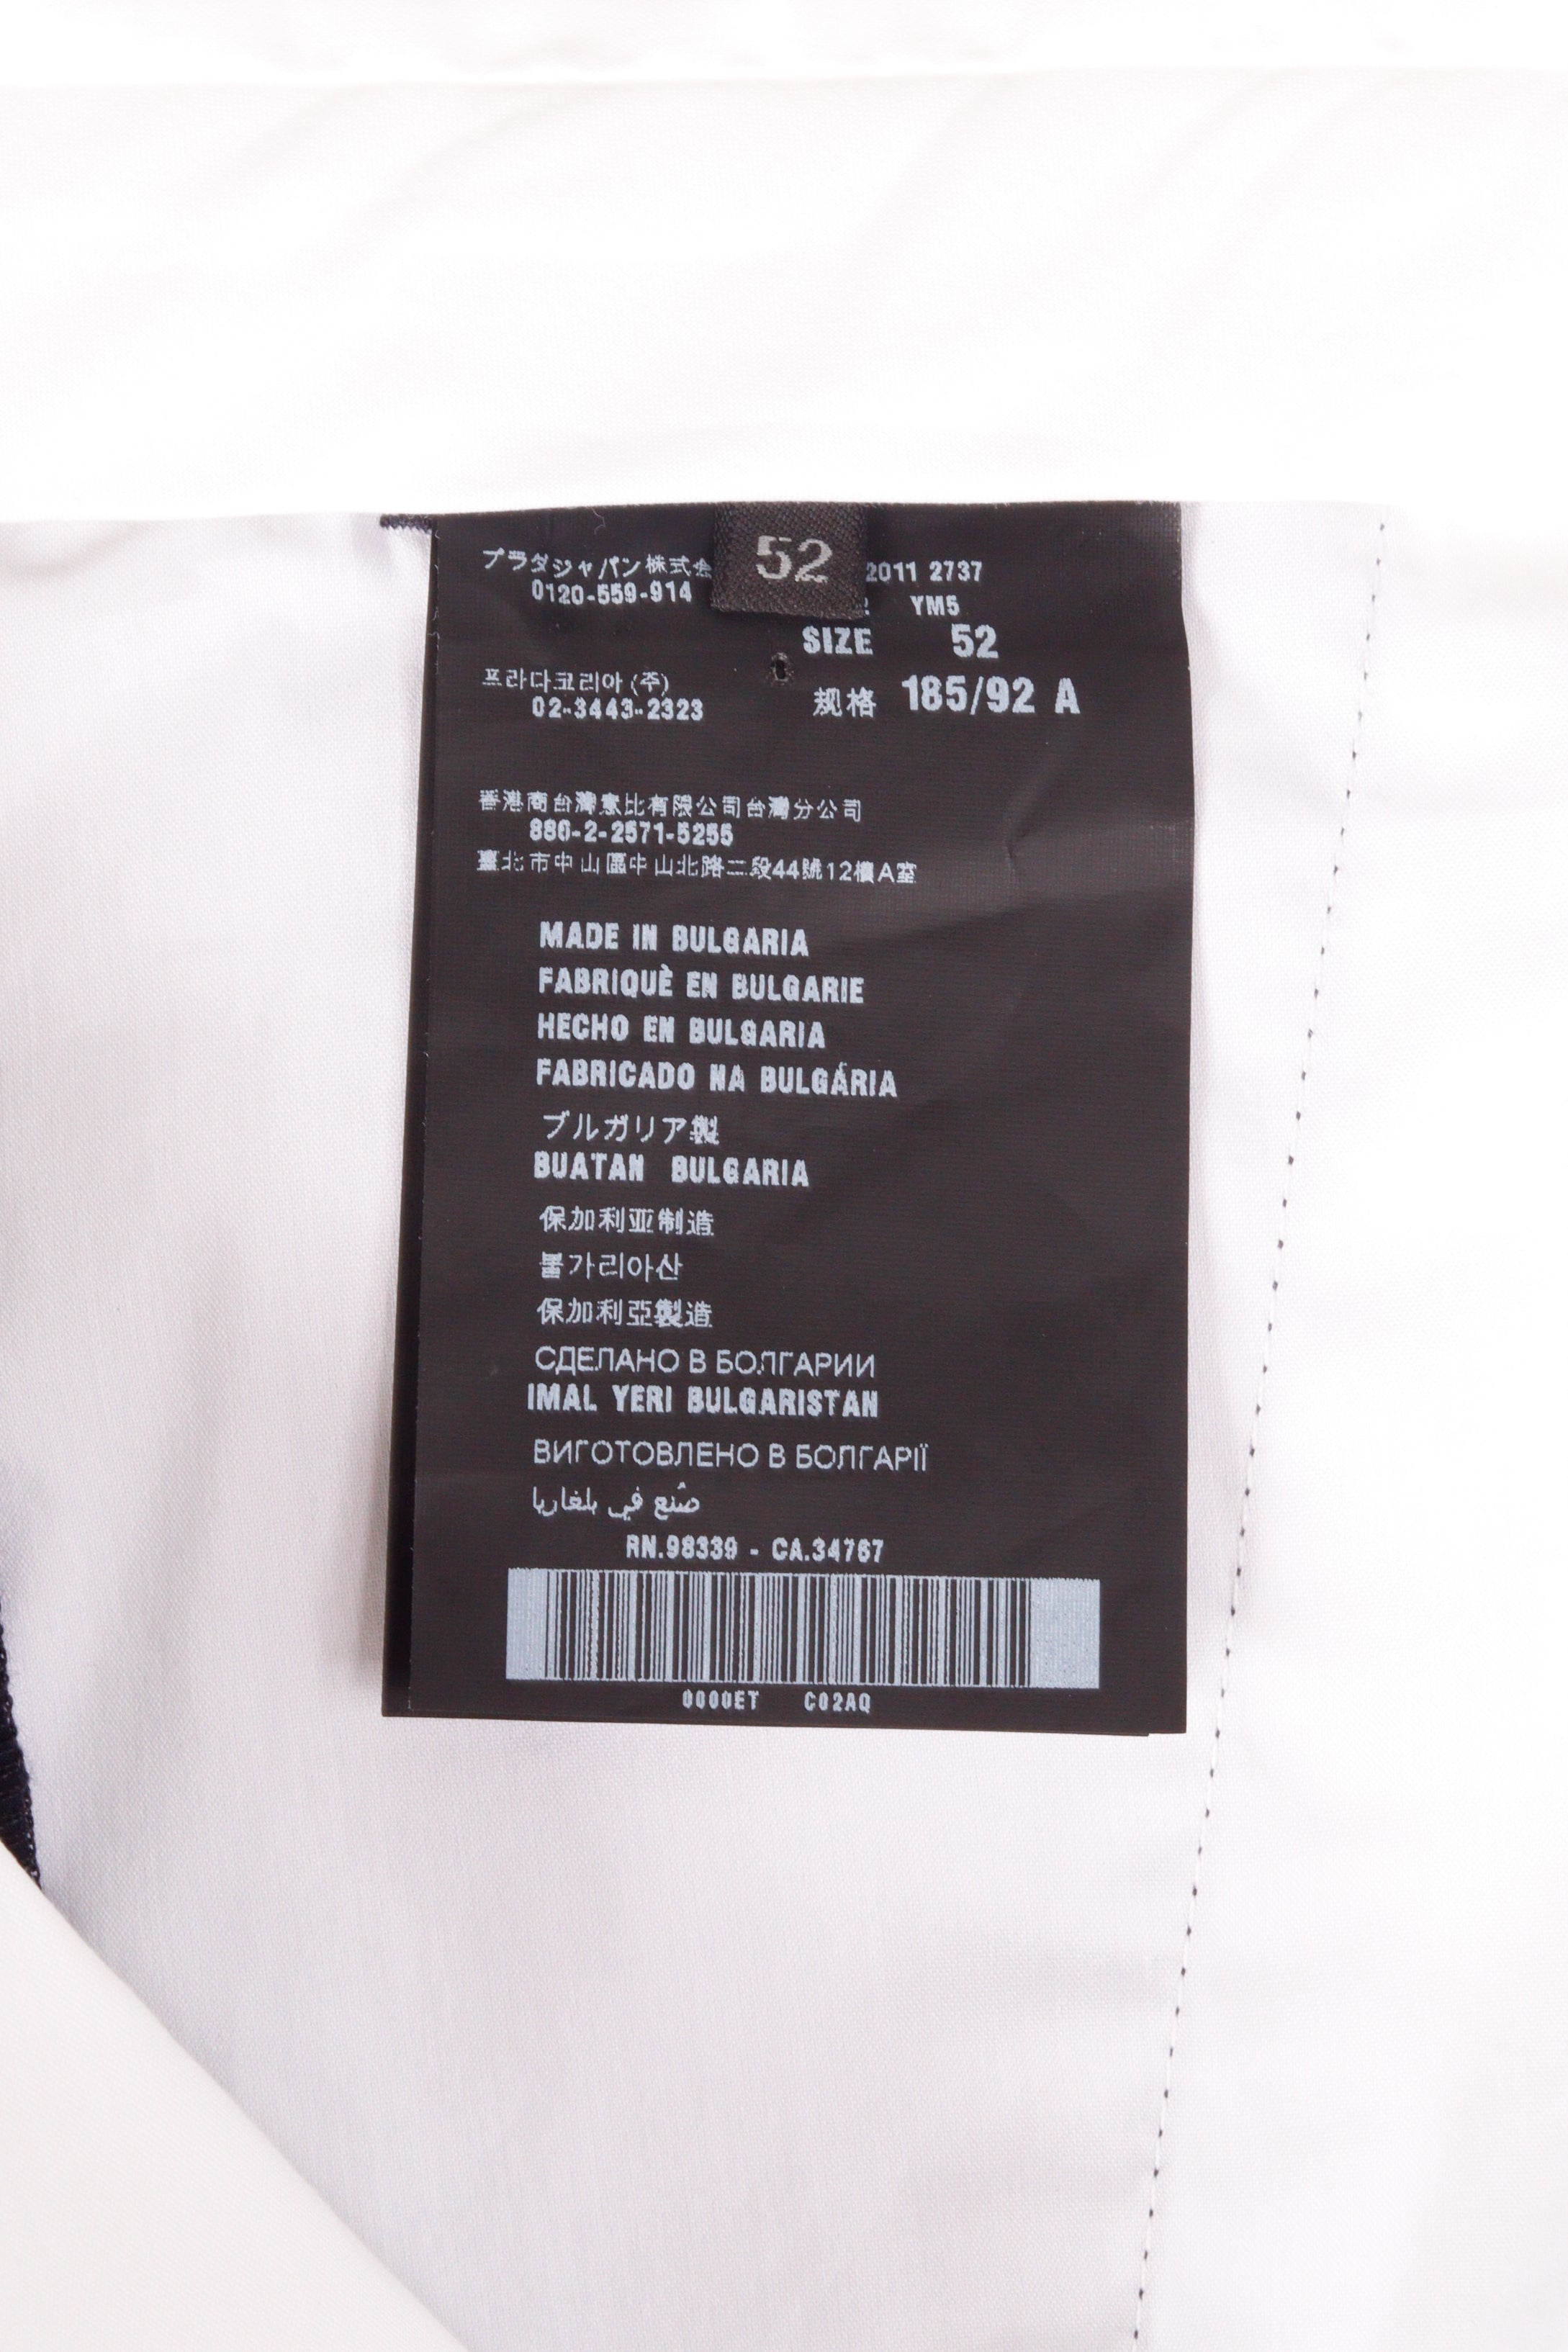 52
プラダジャパン株式会
0120-559-914
2011 2737
YM5
SIZE 52
프라다코리아 (주)
02-3443-2323
规格 185/92 A
香港商台灣意比有限公司台灣分公司
886-2-2571-5255
臺北市中山區中山北路二段44號12樓A室
MADE IN BULGARIA
FABRIQUÈ EN BULGARIE
HECHO EN BULGARIA
FABRICADO NA BULGÁRIA
ブルガリア製
BUATAN BULGARIA
保加利亚制造
불가리아산
保加利亞製造
СДЕЛАНО В БОЛГАРИИ
IMAL YERI BULGARISTAN
ВИГОТОВЛЕНО В БОЛГАРІЇ
صُنع في بلغاريا
RN.98339 - CA.34767
0000ET C02AQ